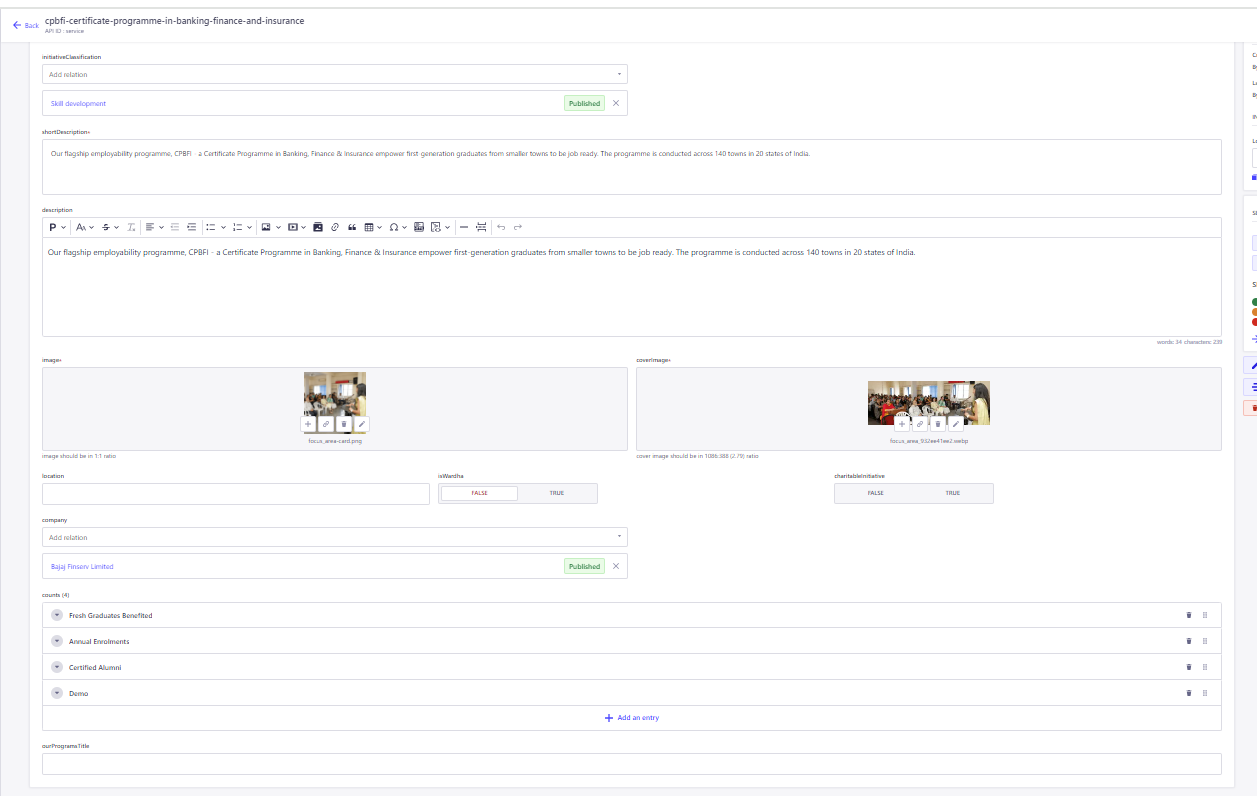 Back
cpbfi-certificate-programme-in-banking-finance-and-insurance
API ID : service
initiativeClassification
Add relation
Skill development
Published
shortDescription*
Our flagship employability programme, CPBFI - a Certificate Programme in Banking, Finance & Insurance empower first-generation graduates from smaller towns to be job ready. The programme is conducted across 140 towns in 20 states of India.
description
Our flagship employability programme, CPBFI - a Certificate Programme in Banking, Finance & Insurance empower first-generation graduates from smaller towns to be job ready. The programme is conducted across 140 towns in 20 states of India.
words: 34 characters: 239
image*
coverImage*
focus_area-card.png
focus_area_932ee41ee2.webp
image should be in 1:1 ratio
cover image should be in 1086:388 (2.79) ratio
location
isWardha
charitableInitiative
FALSE
TRUE
FALSE
TRUE
company
Add relation
Bajaj Finserv Limited
Published
counts (4)
Fresh Graduates Benefited
Annual Enrolments
Certified Alumni
Demo
Add an entry
ourProgramsTitle